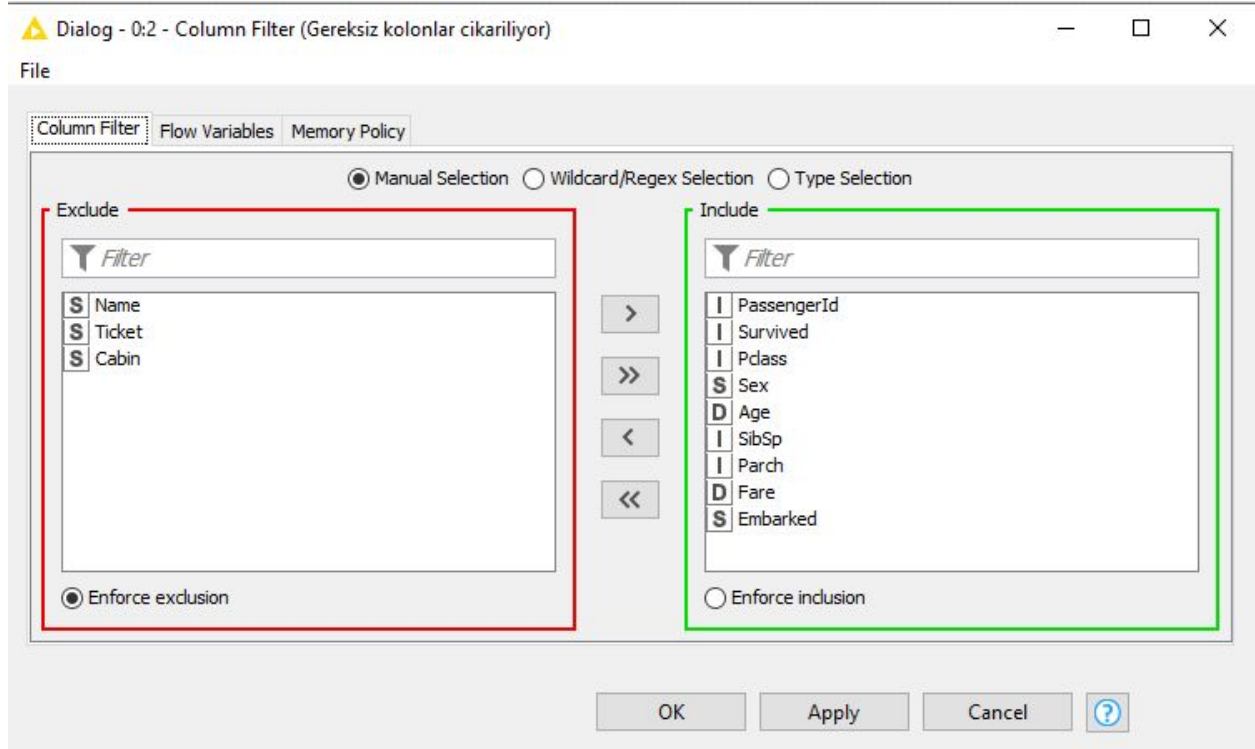 Dialog - 0:2 - Column Filter (Gereksiz kolonlar cikariliyor)
File
Column Filter Flow Variables Memory Policy
Manual Selection Wildcard/Regex Selection Type Selection
Exclude
Filter
S Name
S Ticket
S Cabin
Enforce exclusion
>
>>
<
<<
Include
Filter
I PassengerId
I Survived
I Pclass
S Sex
D Age
I SibSp
I Parch
D Fare
S Embarked
Enforce inclusion
OK Apply Cancel ?